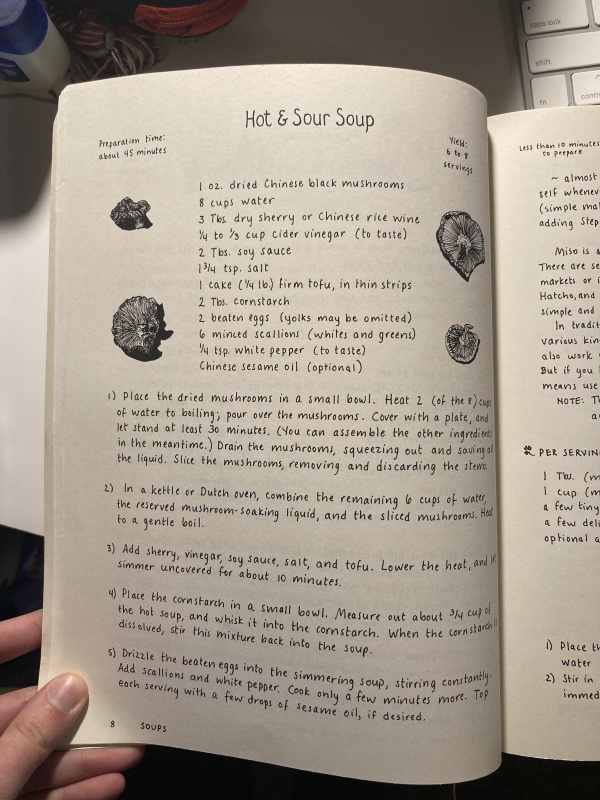 caps lock
shift
fn
contr
Hot & Sour Soup
Preparation time:
about 45 minutes
Yield:
6 to 8
servings
1 oz. dried Chinese black mushrooms
8 cups water
3 Tbs. dry sherry or Chinese rice wine
1/4 to 1/3 cup cider vinegar (to taste)
2 Tbs. soy sauce
1 3/4 tsp. salt
1 cake (1/4 lb.) firm tofu, in thin strips
2 Tbs. cornstarch
2 beaten eggs (yolks may be omitted)
6 minced scallions (whites and greens)
1/4 tsp. white pepper (to taste)
Chinese sesame oil (optional)
1) Place the dried mushrooms in a small bowl. Heat 2 (of the 8) cups
of water to boiling; pour over the mushrooms. Cover with a plate, and
let stand at least 30 minutes. (You can assemble the other ingredients
in the meantime.) Drain the mushrooms, squeezing out and saving all
the liquid. Slice the mushrooms, removing and discarding the stems.
2) In a kettle or Dutch oven, combine the remaining 6 cups of water,
the reserved mushroom-soaking liquid, and the sliced mushrooms. Heat
to a gentle boil.
3) Add sherry, vinegar, soy sauce, salt, and tofu. Lower the heat, and let
simmer uncovered for about 10 minutes.
4) Place the cornstarch in a small bowl. Measure out about 3/4 cup of
the hot soup, and whisk it into the cornstarch. When the cornstarch is
dissolved, stir this mixture back into the soup.
5) Drizzle the beaten eggs into the simmering soup, stirring constantly.
Add scallions and white pepper. Cook only a few minutes more. Top
each serving with a few drops of sesame oil, if desired.
8 SOUPS
Less than 10 minutes
to prepare
~ almost
self wheneve
(simple ma
adding Step
Miso is a
There are se
markets or i
Hatcho, and
simple and
In tradit
various kin
also work
But if you
means use
NOTE: T
a
PER SERVIN
1 Tbs. (m
1 cup (m
a few tiny
a few deli
optional a
1) Place th
water
2) Stir in
immed